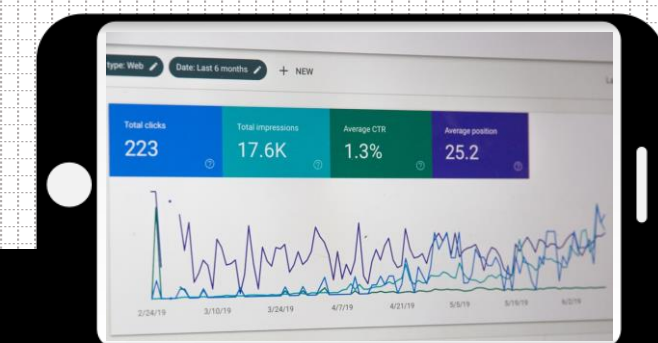 type: Web Date: Last 6 months + NEW
Total clicks Total impressions Average CTR Average position
223 17.6K 1.3% 25.2
2/24/19 3/10/19 3/24/19 4/7/19 4/21/19 5/5/19 5/19/19 6/2/19